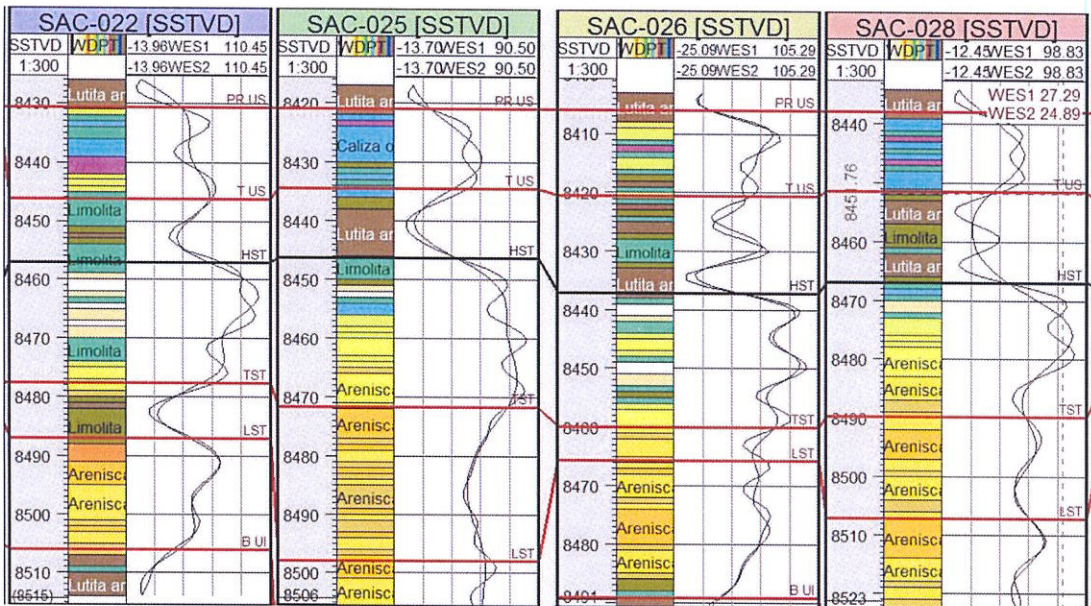 SAC-022 [SSTVD]
SSTVD WDPT -13.96WES1 110.45
1:300 -13.96WES2 110.45
Lutita ar
8430
PR US
8440
T US
Limolita
8450
HST
Limolita
8460
8470
Limolita
TST
8480
Limolita
LST
8490
Arenisca
Arenisca
8500
B UI
8510
Lutita ar
(8515)
SAC-025 [SSTVD]
SSTVD WDPT -13.70WES1 90.50
1:300 -13.70WES2 90.50
8420
Lutita ar
PR US
Caliza o
8430
T US
8440
Lutita ar
HST
8450
Limolita
8460
Arenisca
8470
TST
Arenisca
8480
Arenisca
8490
LST
8500
Arenisca
8506
Arenisca
SAC-026 [SSTVD]
SSTVD WDPT -25.09WES1 105.29
1:300 -25.09WES2 105.29
Lutita ar
PR US
8410
8420
T US
8430
Limolita
HST
Lutita ar
8440
8450
TST
8460
LST
8470
Arenisca
Arenisca
8480
Arenisca
8491
B UI
SAC-028 [SSTVD]
SSTVD WDPT -12.45WES1 98.83
1:300 -12.45WES2 98.83
WES1 27.29
Lutita ar
WES2 24.89
8440
T US
Lutita ar
8460
Limolita
Lutita ar
HST
8470
8480
Arenisca
Arenisca
8490
TST
Arenisca
8500
Arenisca
LST
8510
Arenisca
Arenisca
8523